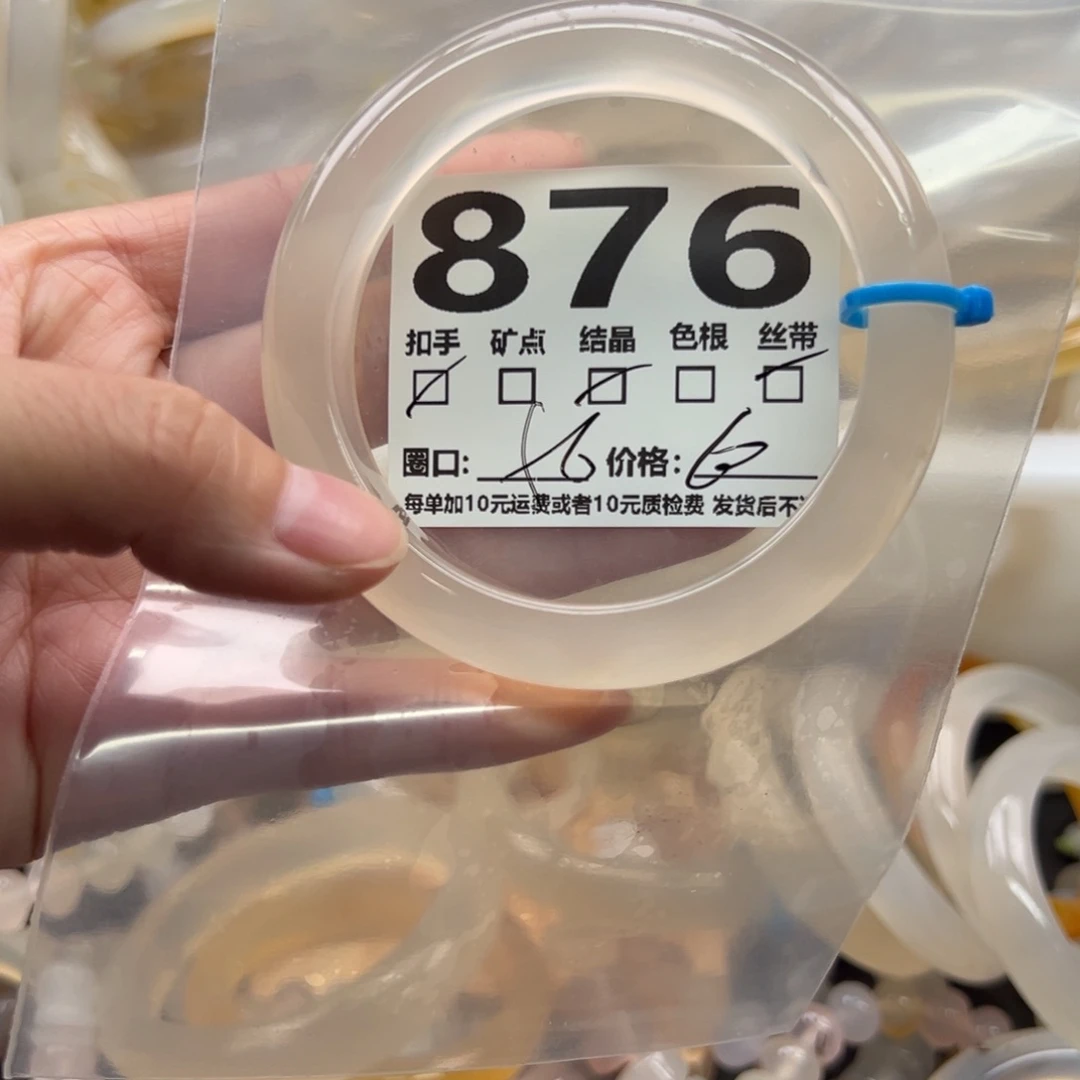 876
扣手 矿点 结晶 色根 丝带
圈口: 价格:
每单加10元运费或者10元质检费 发货后不